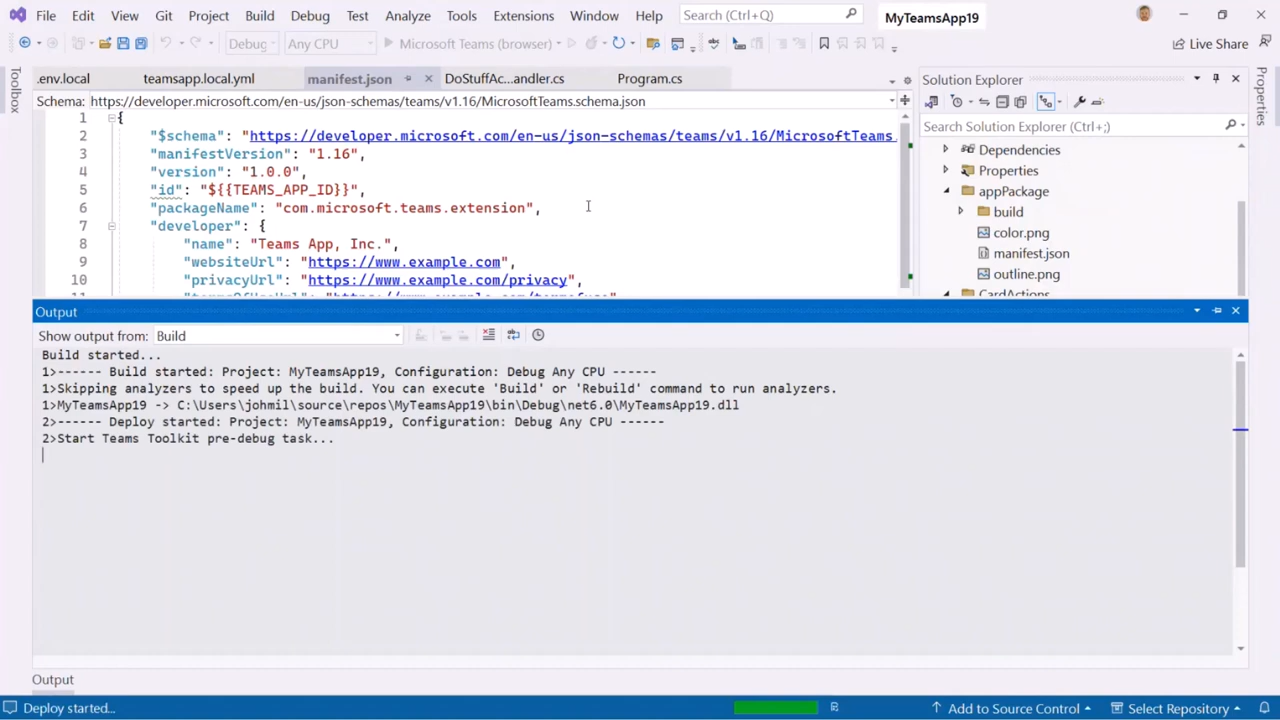 File Edit View Git Project Build Debug Test Analyze Tools Extensions Window Help Search (Ctrl+Q) MyTeamsApp19
Debug Any CPU Microsoft Teams (browser) Live Share
Toolbox
.env.local teamsapp.local.yml manifest.json DoStuffAc...andler.cs Program.cs
Schema: https://developer.microsoft.com/en-us/json-schemas/teams/v1.16/MicrosoftTeams.schema.json
1 {
2 "$schema": "https://developer.microsoft.com/en-us/json-schemas/teams/v1.16/MicrosoftTeams.
3 "manifestVersion": "1.16",
4 "version": "1.0.0",
5 "id": "${{TEAMS_APP_ID}}",
6 "packageName": "com.microsoft.teams.extension",
7 "developer": {
8 "name": "Teams App, Inc.",
9 "websiteUrl": "https://www.example.com",
10 "privacyUrl": "https://www.example.com/privacy",
Solution Explorer
Search Solution Explorer (Ctrl+;)
Dependencies
Properties
appPackage
build
color.png
manifest.json
outline.png
CardActions
Properties
Output
Show output from: Build
Build started...
1>------ Build started: Project: MyTeamsApp19, Configuration: Debug Any CPU ------
1>Skipping analyzers to speed up the build. You can execute 'Build' or 'Rebuild' command to run analyzers.
1>MyTeamsApp19 -> C:\Users\johmil\source\repos\MyTeamsApp19\bin\Debug\net6.0\MyTeamsApp19.dll
2>------ Deploy started: Project: MyTeamsApp19, Configuration: Debug Any CPU ------
2>Start Teams Toolkit pre-debug task...
Output
Deploy started... Add to Source Control Select Repository